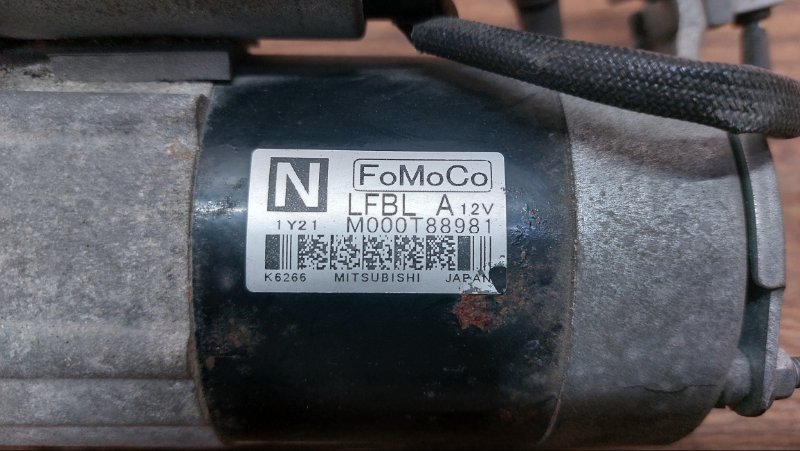 N
FoMoCo
LFBL A 12V
1Y21 M000T88981
K6266 MITSUBISHI JAPAN